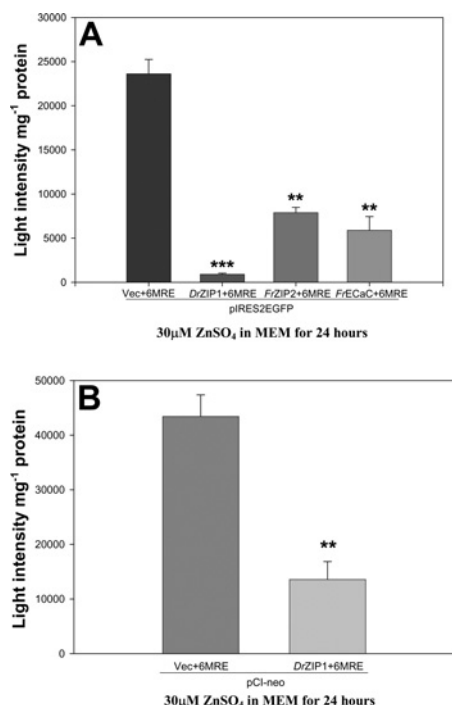 A
Light intensity mg⁻¹ protein
30000
25000
20000
15000
10000
5000
0
***
**
**
Vec+6MRE DrZIP1+6MRE FrZIP2+6MRE FrECaC+6MRE
pIRES2EGFP
30μM ZnSO₄ in MEM for 24 hours
B
Light intensity mg⁻¹ protein
50000
40000
30000
20000
10000
0
**
Vec+6MRE DrZIP1+6MRE
pCI-neo
30μM ZnSO₄ in MEM for 24 hours